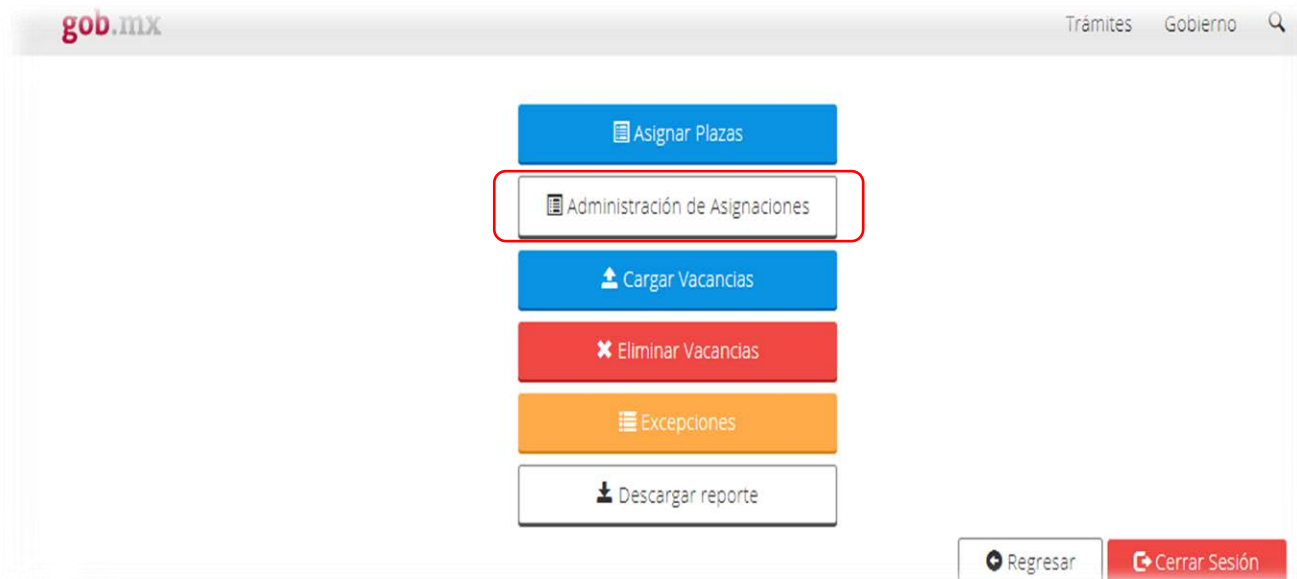 gob.mx Trámites Gobierno
Asignar Plazas
Administración de Asignaciones
Cargar Vacancias
Eliminar Vacancias
Excepciones
Descargar reporte
Regresar Cerrar Sesión